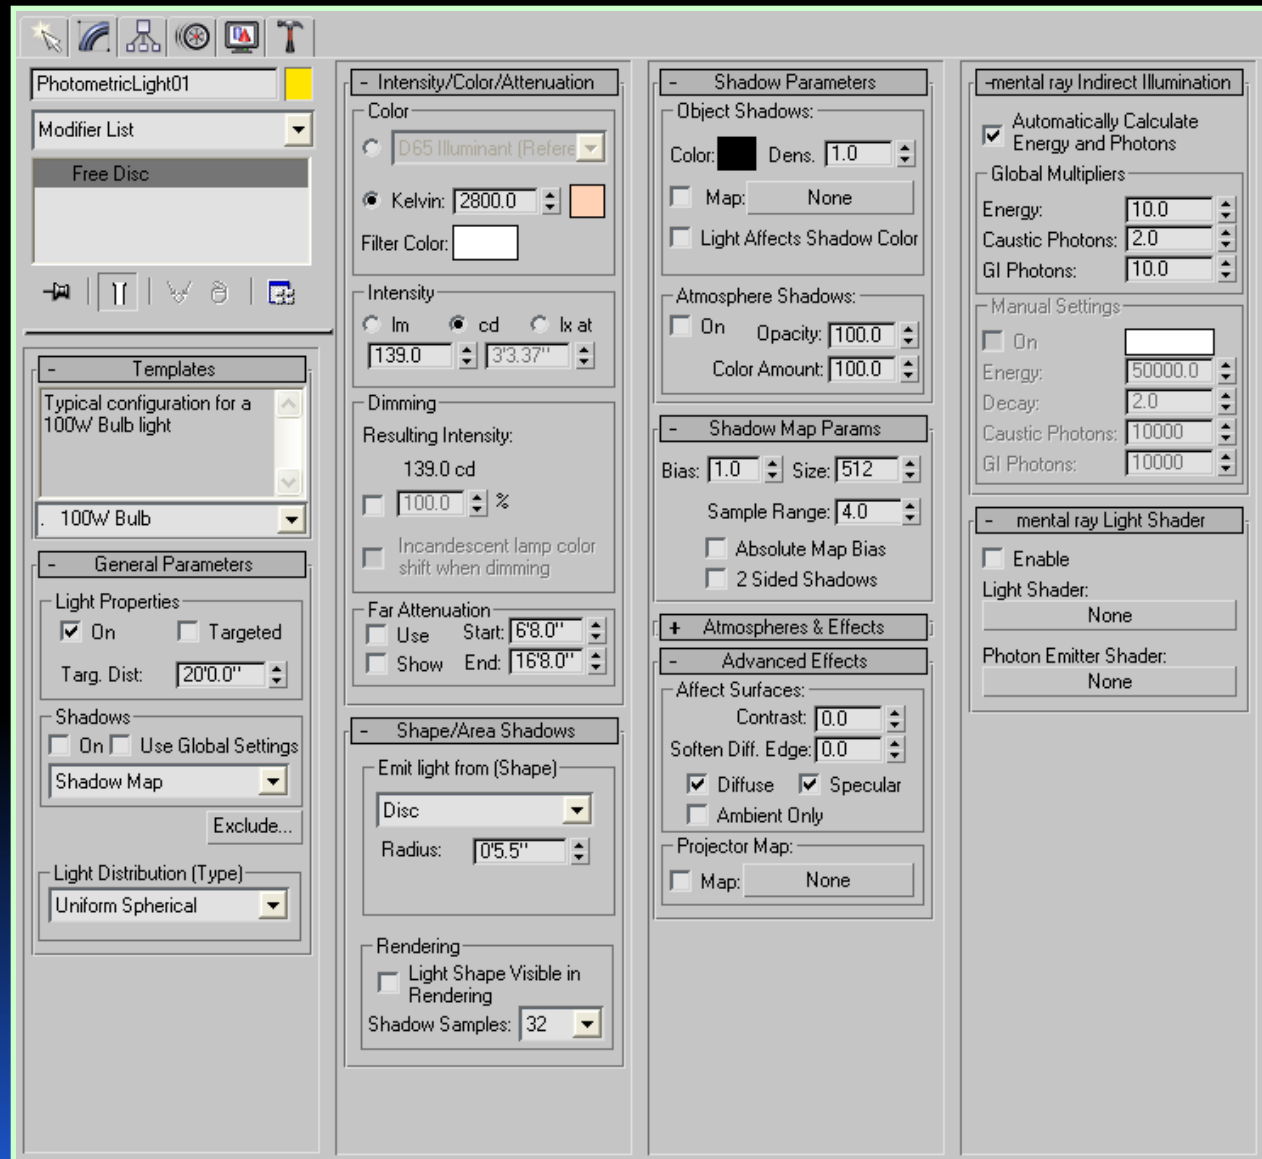 PhotometricLight01
Modifier List
Free Disc
- Templates
Typical configuration for a
100W Bulb light
. 100W Bulb
- General Parameters
Light Properties
On Targeted
Targ. Dist: 20'0.0''
Shadows
On Use Global Settings
Shadow Map
Exclude...
Light Distribution (Type)
Uniform Spherical
- Intensity/Color/Attenuation
Color
D65 Illuminant (Refere
Kelvin: 2800.0
Filter Color:
Intensity
lm cd lx at
139.0 3'3.37''
Dimming
Resulting Intensity:
139.0 cd
100.0 %
Incandescent lamp color
shift when dimming
Far Attenuation
Use Start: 6'8.0''
Show End: 16'8.0''
- Shape/Area Shadows
Emit light from (Shape)
Disc
Radius: 0'5.5''
Rendering
Light Shape Visible in
Rendering
Shadow Samples: 32
- Shadow Parameters
Object Shadows:
Color: Dens. 1.0
Map: None
Light Affects Shadow Color
Atmosphere Shadows:
On Opacity: 100.0
Color Amount: 100.0
- Shadow Map Params
Bias: 1.0 Size: 512
Sample Range: 4.0
Absolute Map Bias
2 Sided Shadows
+ Atmospheres & Effects
- Advanced Effects
Affect Surfaces:
Contrast: 0.0
Soften Diff. Edge: 0.0
Diffuse Specular
Ambient Only
Projector Map:
Map: None
-mental ray Indirect Illumination
Automatically Calculate
Energy and Photons
Global Multipliers
Energy: 10.0
Caustic Photons: 2.0
GI Photons: 10.0
Manual Settings
On
Energy: 50000.0
Decay: 2.0
Caustic Photons: 10000
GI Photons: 10000
- mental ray Light Shader
Enable
Light Shader:
None
Photon Emitter Shader:
None